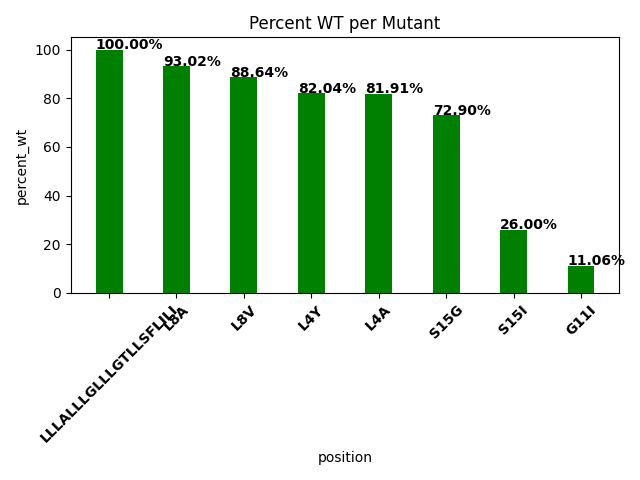 Percent WT per Mutant
percent_wt
100
80
60
40
20
0
100.00%
93.02%
88.64%
82.04%
81.91%
72.90%
26.00%
11.06%
L8A
L8V
L4Y
L4A
S15G
S15I
G11I
position